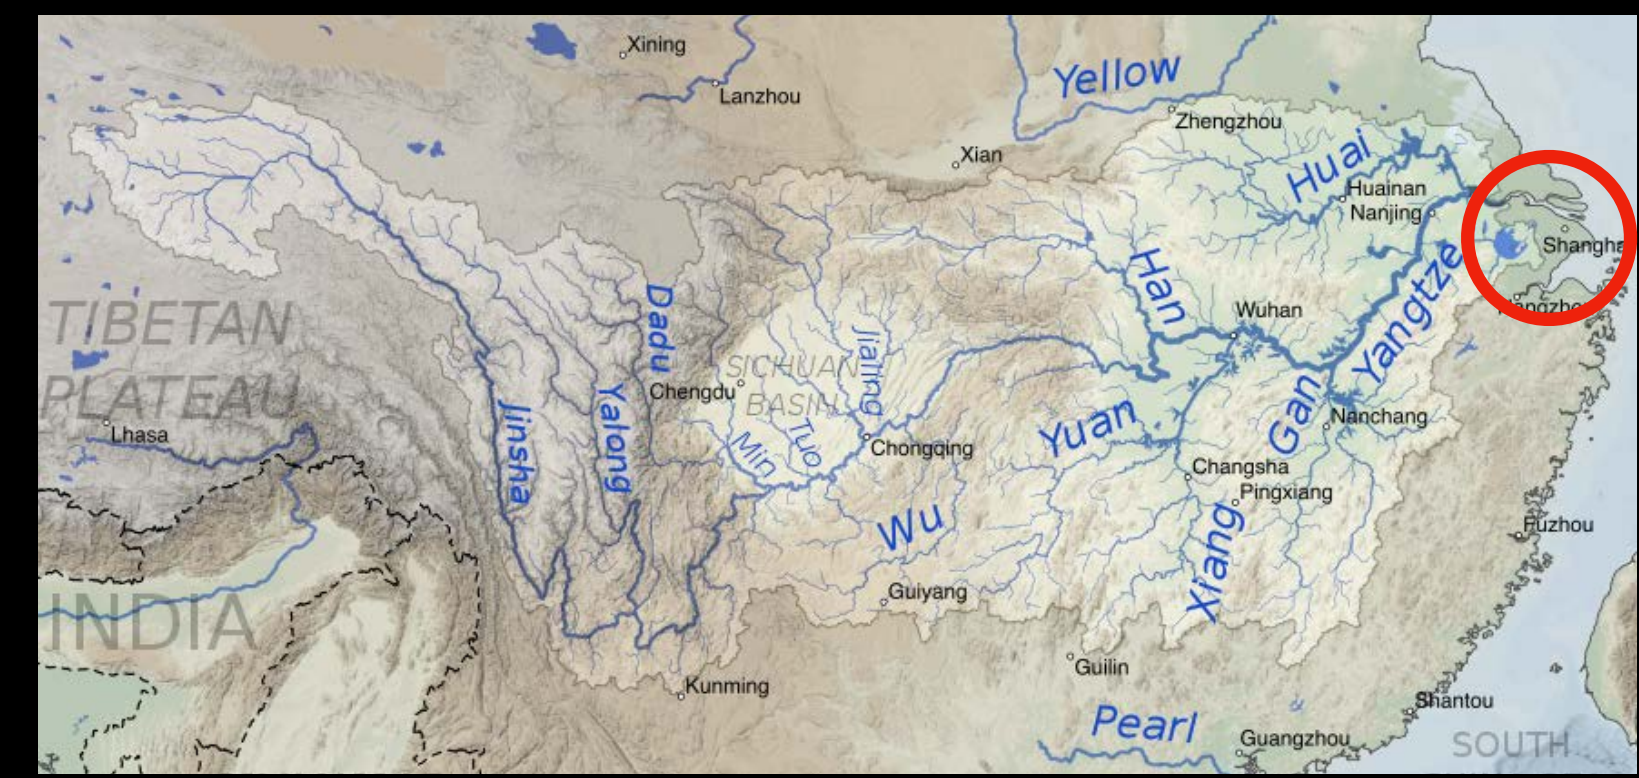 Xining
Lanzhou
Yellow
Zhengzhou
Xian
Huai
Huainan
Nanjing
Shangha
Han
Yangtze
TIBETAN
PLATEAU
Dadu
Wuhan
Jialing
SICHUAN
BASIN
Chengdu
Yalong
Jinsha
Lhasa
Min
Tuo
Chongqing
Yuan
Gan
Nanchang
Changsha
Pingxiang
Wu
Xiang
Fuzhou
INDIA
Guiyang
Guilin
Kunming
Shantou
Pearl
Guangzhou
SOUTH